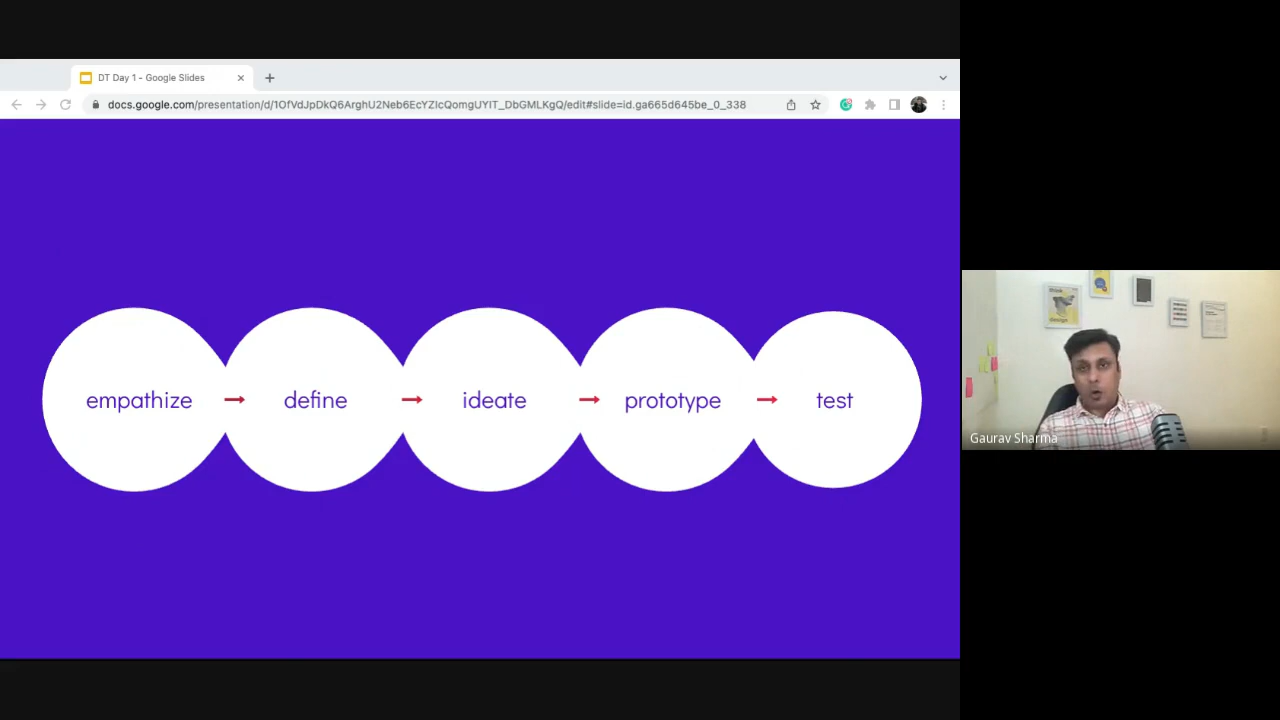 DT Day 1 - Google Slides
docs.google.com/presentation/d/1OfVdJpDkQ6ArghU2Neb6EcYZIcQomgUYIT_DbGMLKgQ/edit#slide=id.ga665d645be_0_338
empathize → define → ideate → prototype → test
Gaurav Sharma